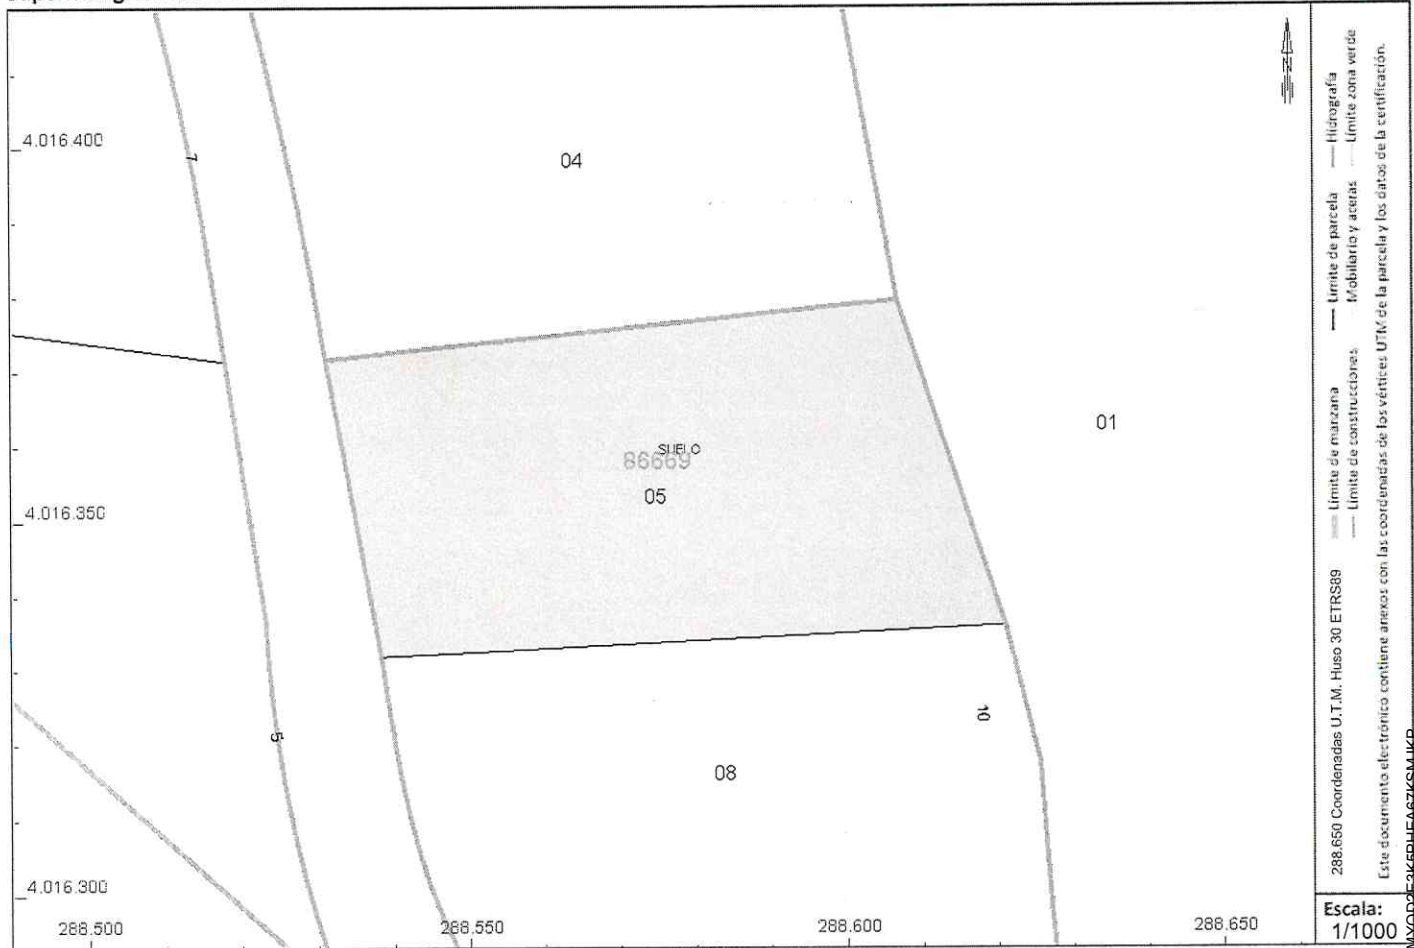 4.016.400
4.016.350
4.016.300
288.500
288.550
288.600
288.650
7
04
01
SUELO
86669
05
5
10
08
N
Límite de manzana
Límite de parcela
Hidrografía
Límite de construcciones
Mobiliario y aceras
Límite zona verde
288.650 Coordenadas U.T.M. Huso 30 ETRS89
Este documento electrónico contiene anexos con las coordenadas de los vértices UTM de la parcela y los datos de la certificación.
Escala:
1/1000